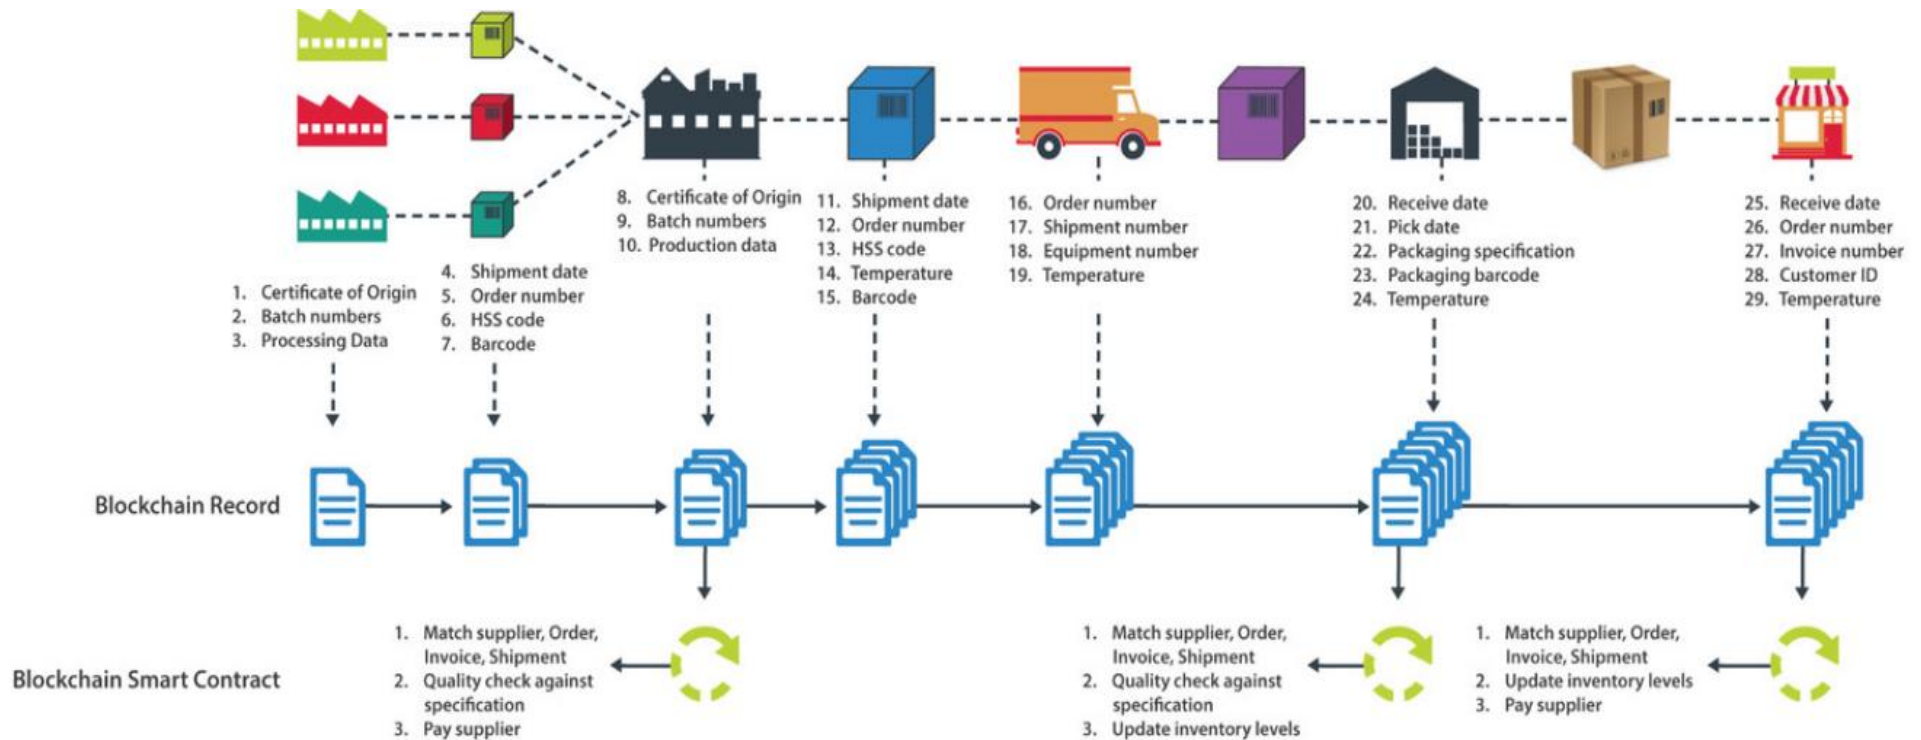 1. Certificate of Origin
2. Batch numbers
3. Processing Data
4. Shipment date
5. Order number
6. HSS code
7. Barcode
8. Certificate of Origin
9. Batch numbers
10. Production data
11. Shipment date
12. Order number
13. HSS code
14. Temperature
15. Barcode
16. Order number
17. Shipment number
18. Equipment number
19. Temperature
20. Receive date
21. Pick date
22. Packaging specification
23. Packaging barcode
24. Temperature
25. Receive date
26. Order number
27. Invoice number
28. Customer ID
29. Temperature
Blockchain Record
Blockchain Smart Contract
1. Match supplier, Order,
Invoice, Shipment
2. Quality check against
specification
3. Pay supplier
1. Match supplier, Order,
Invoice, Shipment
2. Quality check against
specification
3. Update inventory levels
1. Match supplier, Order,
Invoice, Shipment
2. Update inventory levels
3. Pay supplier